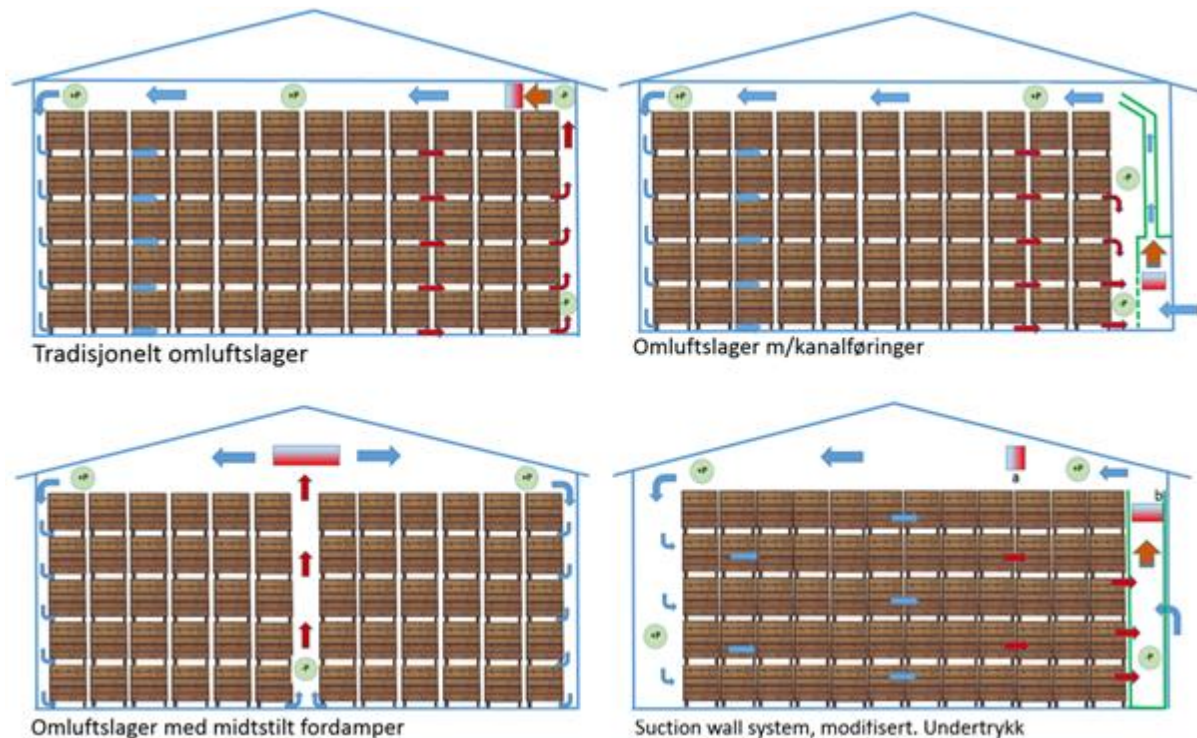 +P
+P
-P
-P
Tradisjonelt omluftslager
+P
+P
-P
-P
Omluftslager m/kanalføringer
+P
+P
-P
Omluftslager med midtstilt fordamper
+P
+P
a
b
+P
-P
Suction wall system, modifisert. Undertrykk